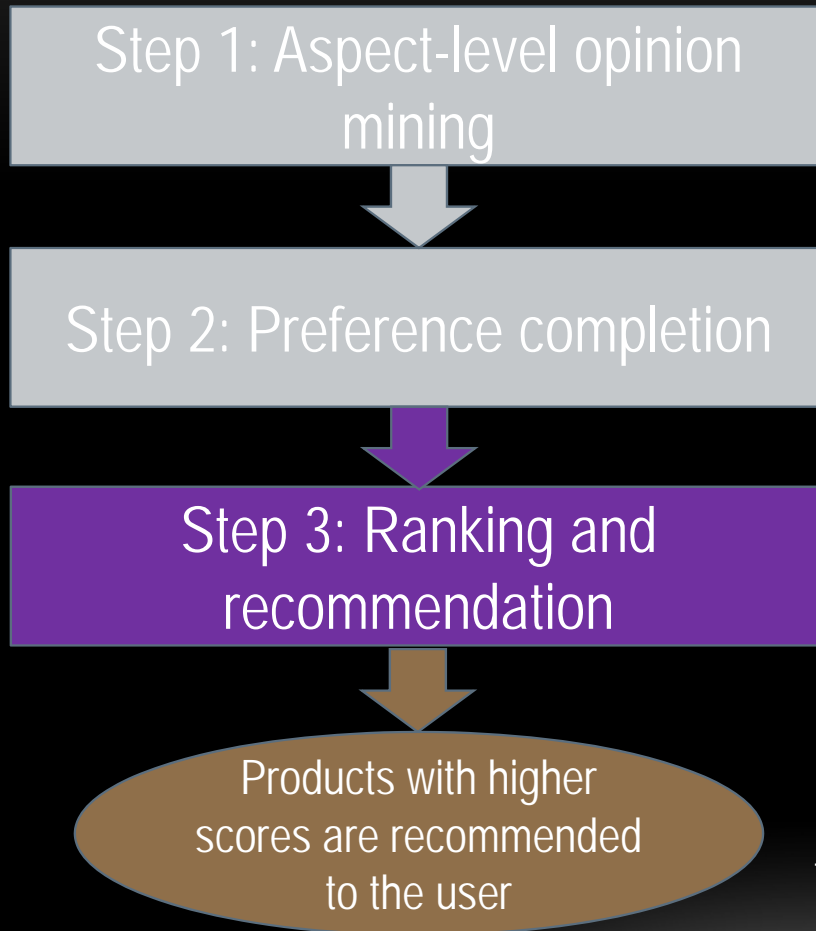 Step 1: Aspect-level opinion
mining
Step 2: Preference completion
Step 3: Ranking and
recommendation
Products with higher
scores are recommended
to the user